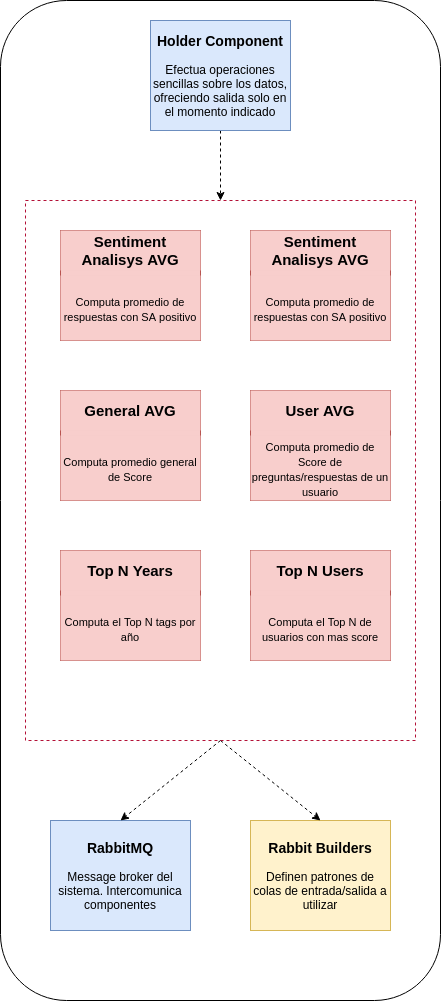 Holder Component
Efectua operaciones
sencillas sobre los datos,
ofreciendo salida solo en
el momento indicado
Sentiment
Analisys AVG
Computa promedio de
respuestas con SA positivo
Sentiment
Analisys AVG
Computa promedio de
respuestas con SA positivo
General AVG
Computa promedio general
de Score
User AVG
Computa promedio de
Score de
preguntas/respuestas de un
usuario
Top N Years
Computa el Top N tags por
año
Top N Users
Computa el Top N de
usuarios con mas score
RabbitMQ
Message broker del
sistema. Intercomunica
componentes
Rabbit Builders
Definen patrones de
colas de entrada/salida a
utilizar